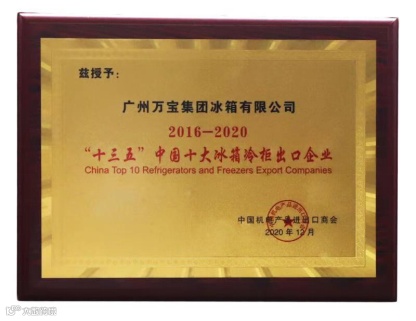 兹授予：
广州万宝集团冰箱有限公司
2016—2020
“十三五”中国十大冰箱冷柜出口企业
China Top 10 Refrigerators and Freezers Export Companies
中国机电产品进出口商会
2020年12月